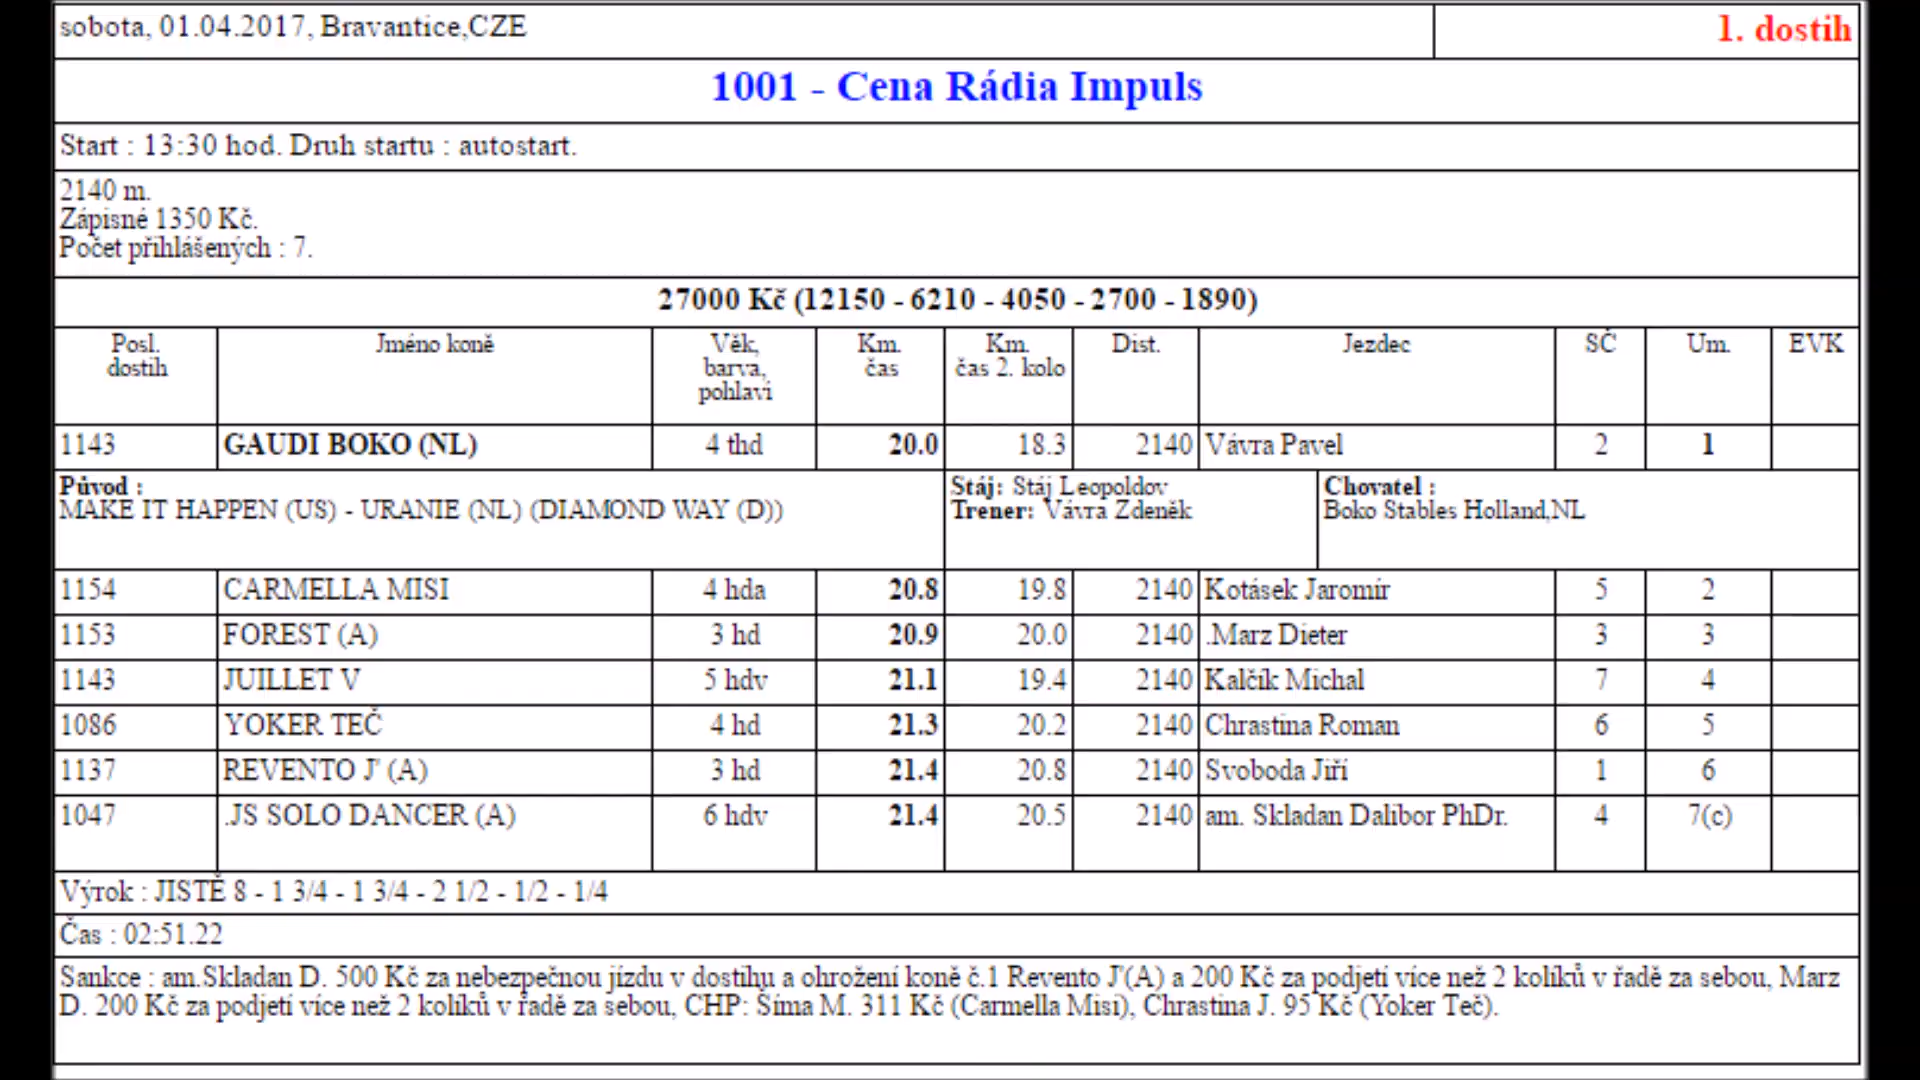 sobota, 01.04.2017, Bravantice,CZE
1. dostih
1001 - Cena Rádia Impuls
Start : 13:30 hod. Druh startu : autostart.
2140 m.
Zápisné 1350 Kč.
Počet přihlášených : 7.
27000 Kč (12150 - 6210 - 4050 - 2700 - 1890)
Posl. dostih Jméno koně Věk, barva, pohlaví Km. čas Km. čas 2. kolo Dist. Jezdec SČ Um. EVK
1143 GAUDI BOKO (NL) 4 thd 20.0 18.3 2140 Vávra Pavel 2 1
Původ :
MAKE IT HAPPEN (US) - URANIE (NL) (DIAMOND WAY (D))
Stáj: Stáj Leopoldov
Trener: Vávra Zdeněk
Chovatel :
Boko Stables Holland,NL
1154 CARMELLA MISI 4 hda 20.8 19.8 2140 Kotásek Jaromír 5 2
1153 FOREST (A) 3 hd 20.9 20.0 2140 .Marz Dieter 3 3
1143 JUILLET V 5 hdv 21.1 19.4 2140 Kalčík Michal 7 4
1086 YOKER TEČ 4 hd 21.3 20.2 2140 Chrastina Roman 6 5
1137 REVENTO J' (A) 3 hd 21.4 20.8 2140 Svoboda Jiří 1 6
1047 .JS SOLO DANCER (A) 6 hdv 21.4 20.5 2140 am. Skladan Dalibor PhDr. 4 7(c)
Výrok : JISTĚ 8 - 1 3/4 - 1 3/4 - 2 1/2 - 1/2 - 1/4
Čas : 02:51.22
Sankce : am.Skladan D. 500 Kč za nebezpečnou jízdu v dostihu a ohrožení koně č.1 Revento J'(A) a 200 Kč za podjetí více než 2 kolíků v řadě za sebou, Marz
D. 200 Kč za podjetí více než 2 kolíků v řadě za sebou, CHP: Šíma M. 311 Kč (Carmella Misi), Chrastina J. 95 Kč (Yoker Teč).